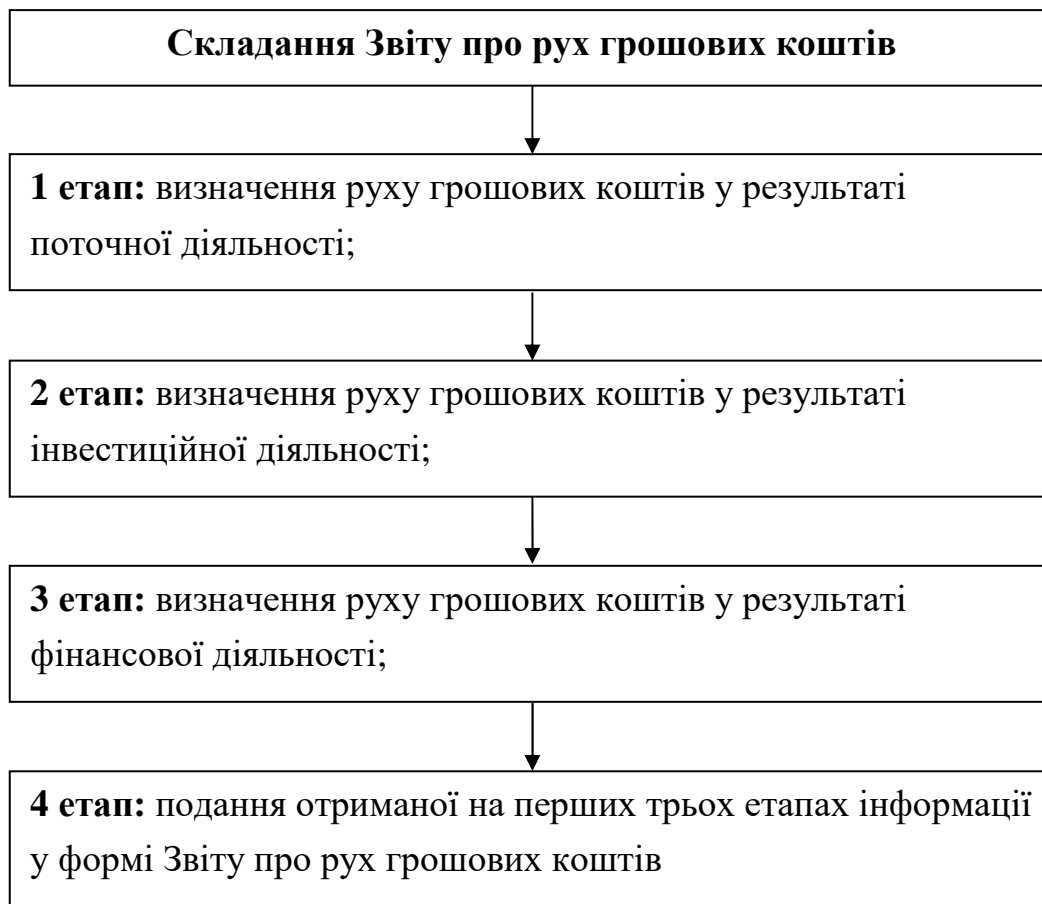 Складання Звіту про рух грошових коштів
1 етап: визначення руху грошових коштів у результаті
поточної діяльності;
2 етап: визначення руху грошових коштів у результаті
інвестиційної діяльності;
3 етап: визначення руху грошових коштів у результаті
фінансової діяльності;
4 етап: подання отриманої на перших трьох етапах інформації
у формі Звіту про рух грошових коштів